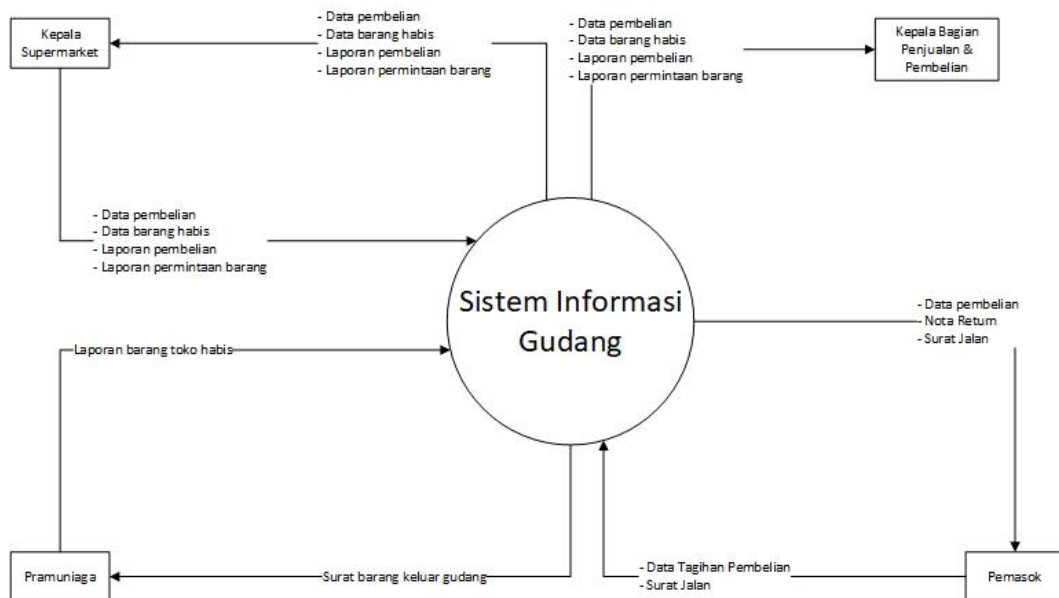 Kepala
Supermarket
- Data pembelian
- Data barang habis
- Laporan pembelian
- Laporan permintaan barang
- Data pembelian
- Data barang habis
- Laporan pembelian
- Laporan permintaan barang
Kepala Bagian
Penjualan &
Pembelian
- Data pembelian
- Data barang habis
- Laporan pembelian
- Laporan permintaan barang
Sistem Informasi
Gudang
- Data pembelian
- Nota Return
- Surat Jalan
Laporan barang toko habis
Pramuniaga
Surat barang keluar gudang
- Data Tagihan Pembelian
- Surat Jalan
Pemasok